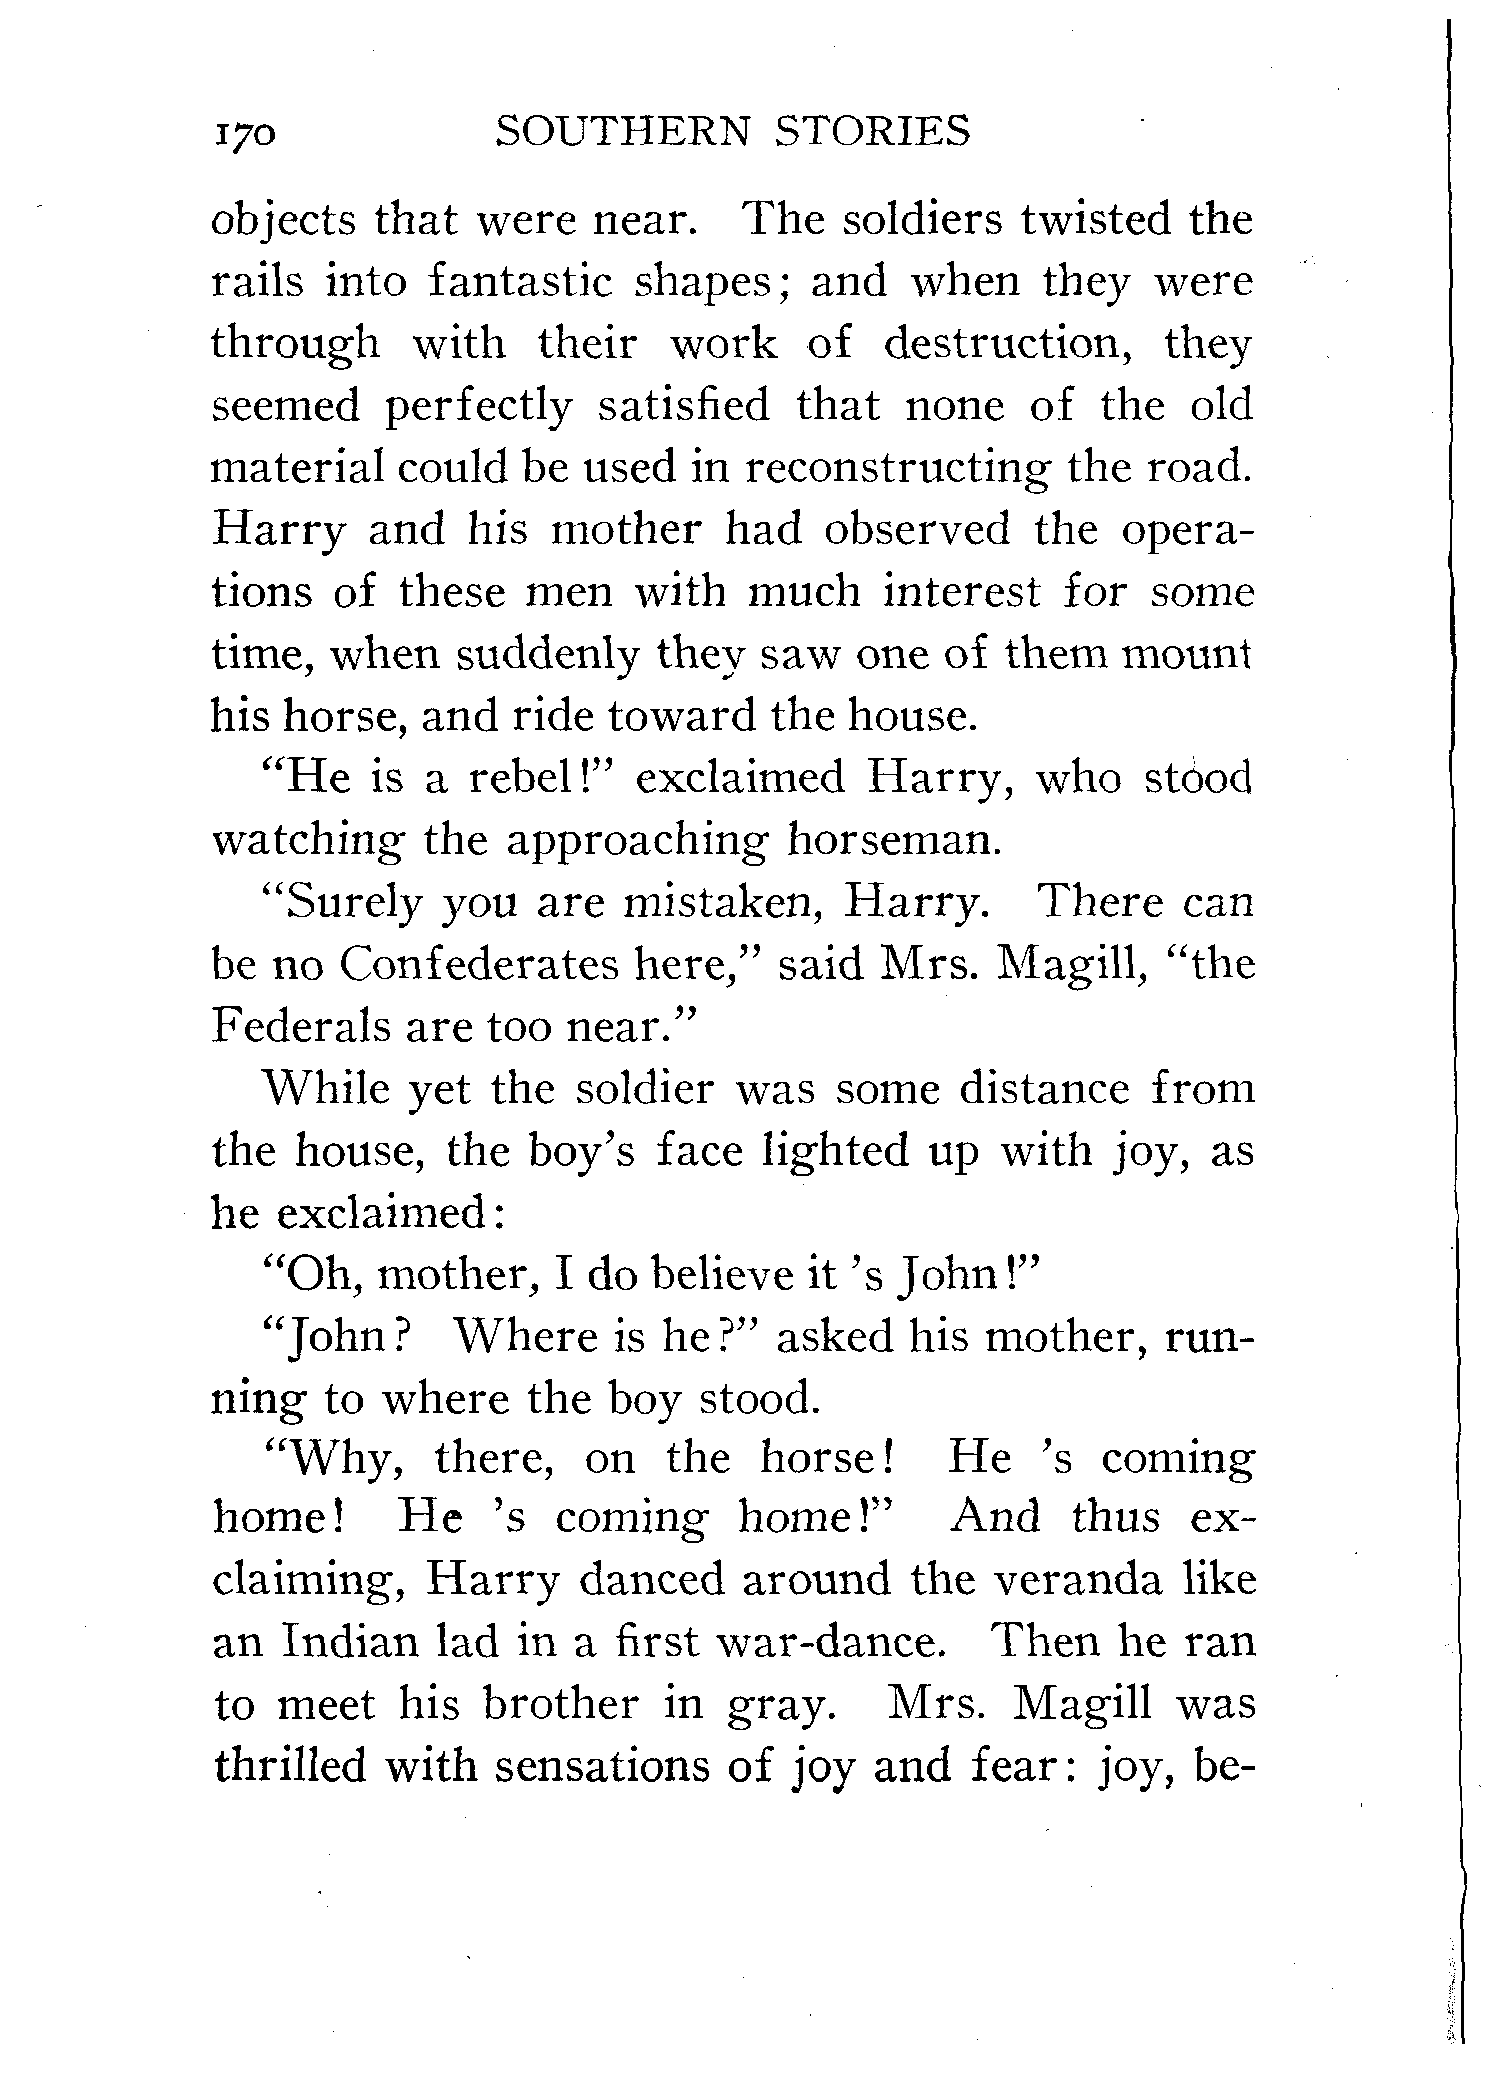 170 SOUTHERN STORIES
objects that were near. The soldiers twisted the
rails into fantastic shapes; and when they were
through with their work of destruction, they
seemed perfectly satisfied that none of the old
material could be used in reconstructing the road.
Harry and his mother had observed the opera-
tions of these men with much interest for some
time, when suddenly they saw one of them mount
his horse, and ride toward the house.
“He is a rebel!” exclaimed Harry, who stood
watching the approaching horseman.
“Surely you are mistaken, Harry. There can
be no Confederates here,” said Mrs. Magill, “the
Federals are too near.”
While yet the soldier was some distance from
the house, the boy’s face lighted up with joy, as
he exclaimed:
“Oh, mother, I do believe it ’s John!”
“John? Where is he?” asked his mother, run-
ning to where the boy stood.
“Why, there, on the horse! He ’s coming
home! He ’s coming home!” And thus ex-
claiming, Harry danced around the veranda like
an Indian lad in a first war-dance. Then he ran
to meet his brother in gray. Mrs. Magill was
thrilled with sensations of joy and fear: joy, be-